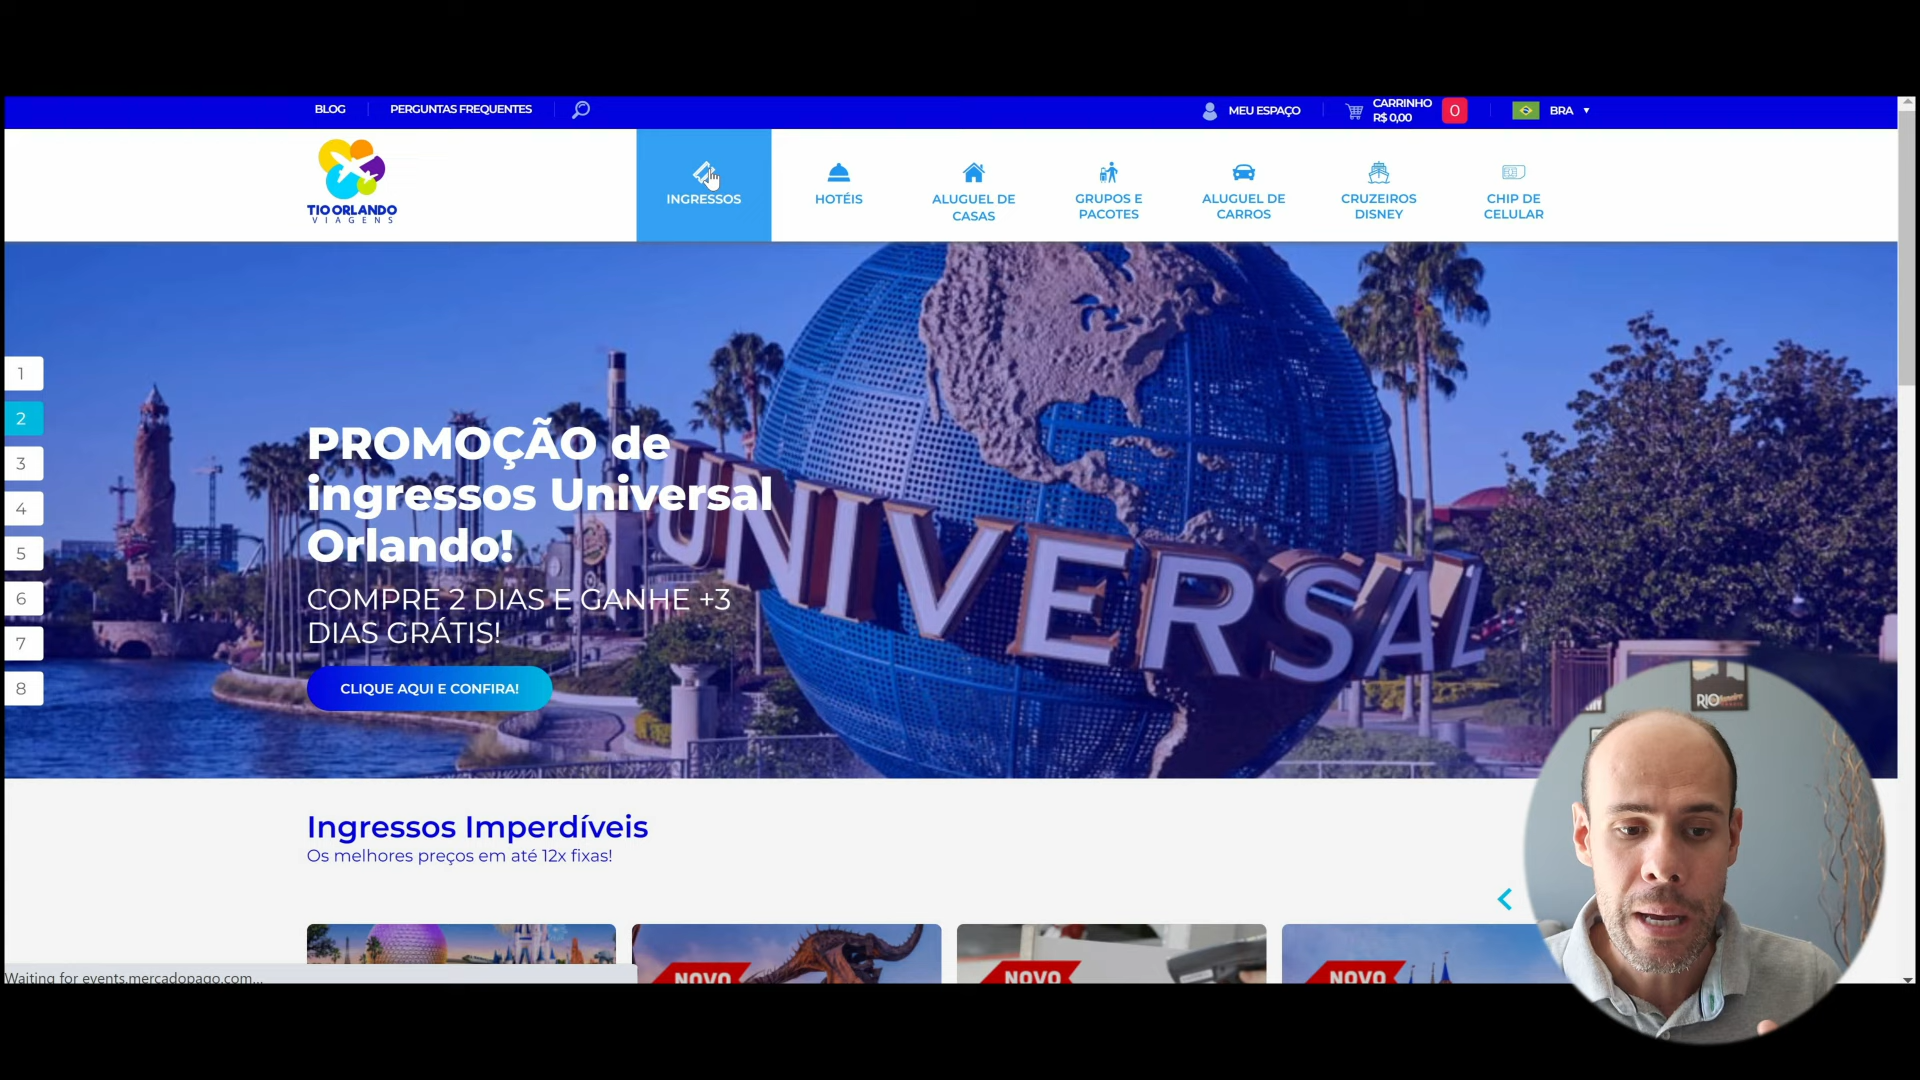 BLOG
PERGUNTAS FREQUENTES
MEU ESPAÇO
CARRINHO
R$ 0,00
0
BRA
TIO ORLANDO
VIAGENS
INGRESSOS
HOTÉIS
ALUGUEL DE
CASAS
GRUPOS E
PACOTES
ALUGUEL DE
CARROS
CRUZEIROS
DISNEY
CHIP DE
CELULAR
1
2
3
4
5
6
7
8
PROMOÇÃO de
ingressos Universal
Orlando!
COMPRE 2 DIAS E GANHE +3
DIAS GRÁTIS!
CLIQUE AQUI E CONFIRA!
UNIVERSAL
RIO
Ingressos Imperdíveis
Os melhores preços em até 12x fixas!
NOVO
NOVO
NOVO
Waiting for events.mercadopago.com...